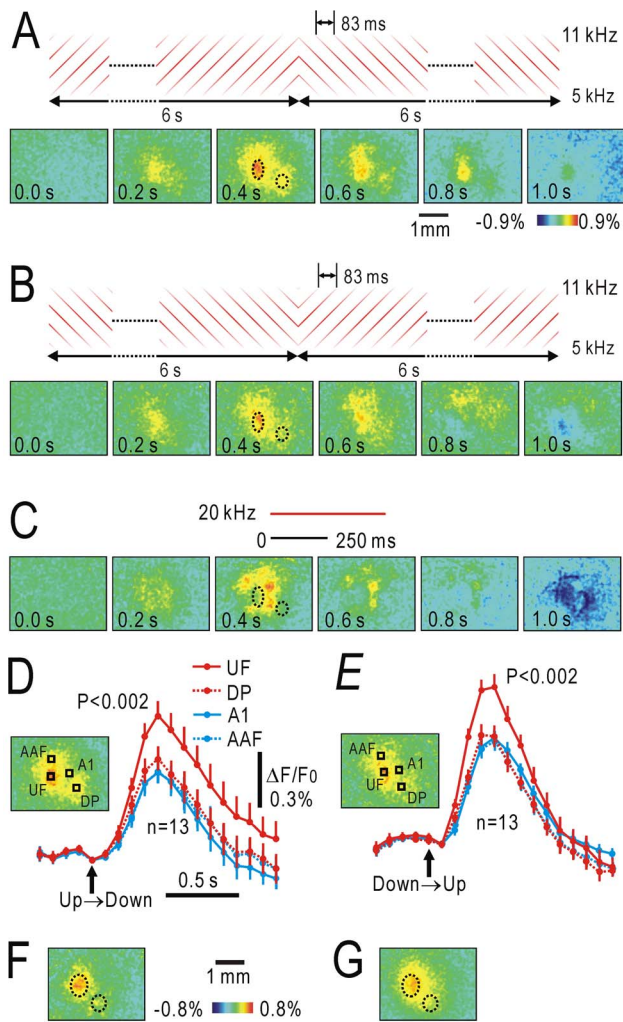 A
83 ms
11 kHz
5 kHz
6 s
6 s
0.0 s
0.2 s
0.4 s
0.6 s
0.8 s
1.0 s
1mm
-0.9%
0.9%
B
83 ms
11 kHz
5 kHz
6 s
6 s
0.0 s
0.2 s
0.4 s
0.6 s
0.8 s
1.0 s
C
20 kHz
0
250 ms
0.0 s
0.2 s
0.4 s
0.6 s
0.8 s
1.0 s
D
P<0.002
UF
DP
A1
AAF
AAF
A1
UF
DP
ΔF/F0
0.3%
n=13
0.5 s
Up→Down
E
P<0.002
AAF
A1
UF
DP
n=13
Down→Up
F
1 mm
-0.8%
0.8%
G